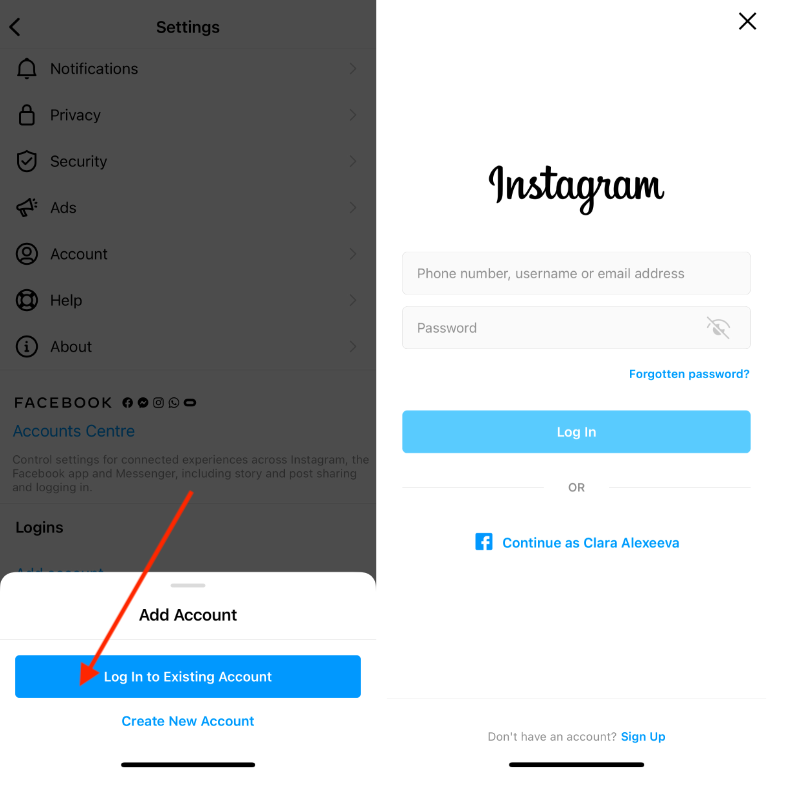 Settings
Notifications
Privacy
Security
Ads
Account
Help
About
FACEBOOK
Accounts Centre
Control settings for connected experiences across Instagram, the
Facebook app and Messenger, including story and post sharing
and logging in.
Logins
Add account
Add Account
Log In to Existing Account
Create New Account
Instagram
Phone number, username or email address
Password
Forgotten password?
Log In
OR
Continue as Clara Alexeeva
Don't have an account? Sign Up